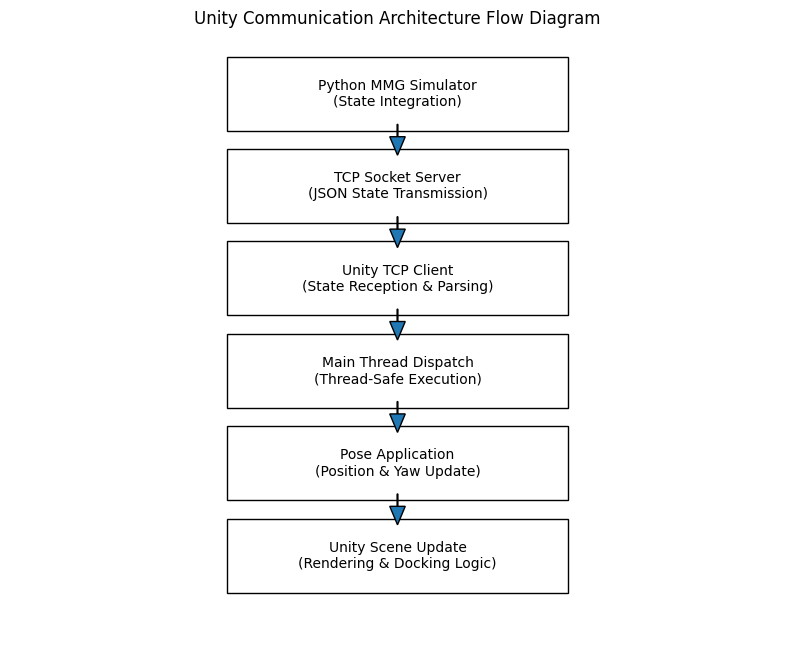 Unity Communication Architecture Flow Diagram
Python MMG Simulator
(State Integration)
TCP Socket Server
(JSON State Transmission)
Unity TCP Client
(State Reception & Parsing)
Main Thread Dispatch
(Thread-Safe Execution)
Pose Application
(Position & Yaw Update)
Unity Scene Update
(Rendering & Docking Logic)